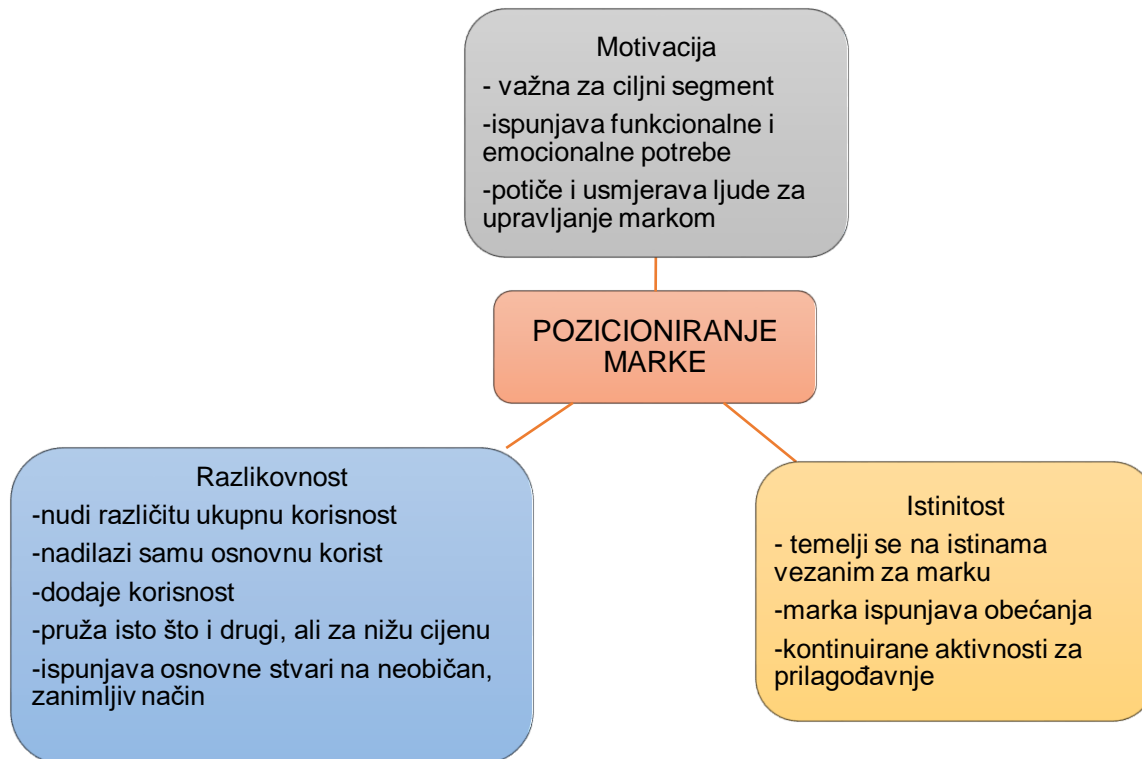 Motivacija
- važna za ciljni segment
-ispunjava funkcionalne i
emocionalne potrebe
-potiče i usmjerava ljude za
upravljanje markom
POZICIONIRANJE
MARKE
Razlikovnost
-nudi različitu ukupnu korisnost
-nadilazi samu osnovnu korist
-dodaje korisnost
-pruža isto što i drugi, ali za nižu cijenu
-ispunjava osnovne stvari na neobičan,
zanimljiv način
Istinitost
- temelji se na istinama
vezanim za marku
-marka ispunjava obećanja
-kontinuirane aktivnosti za
prilagođavnje